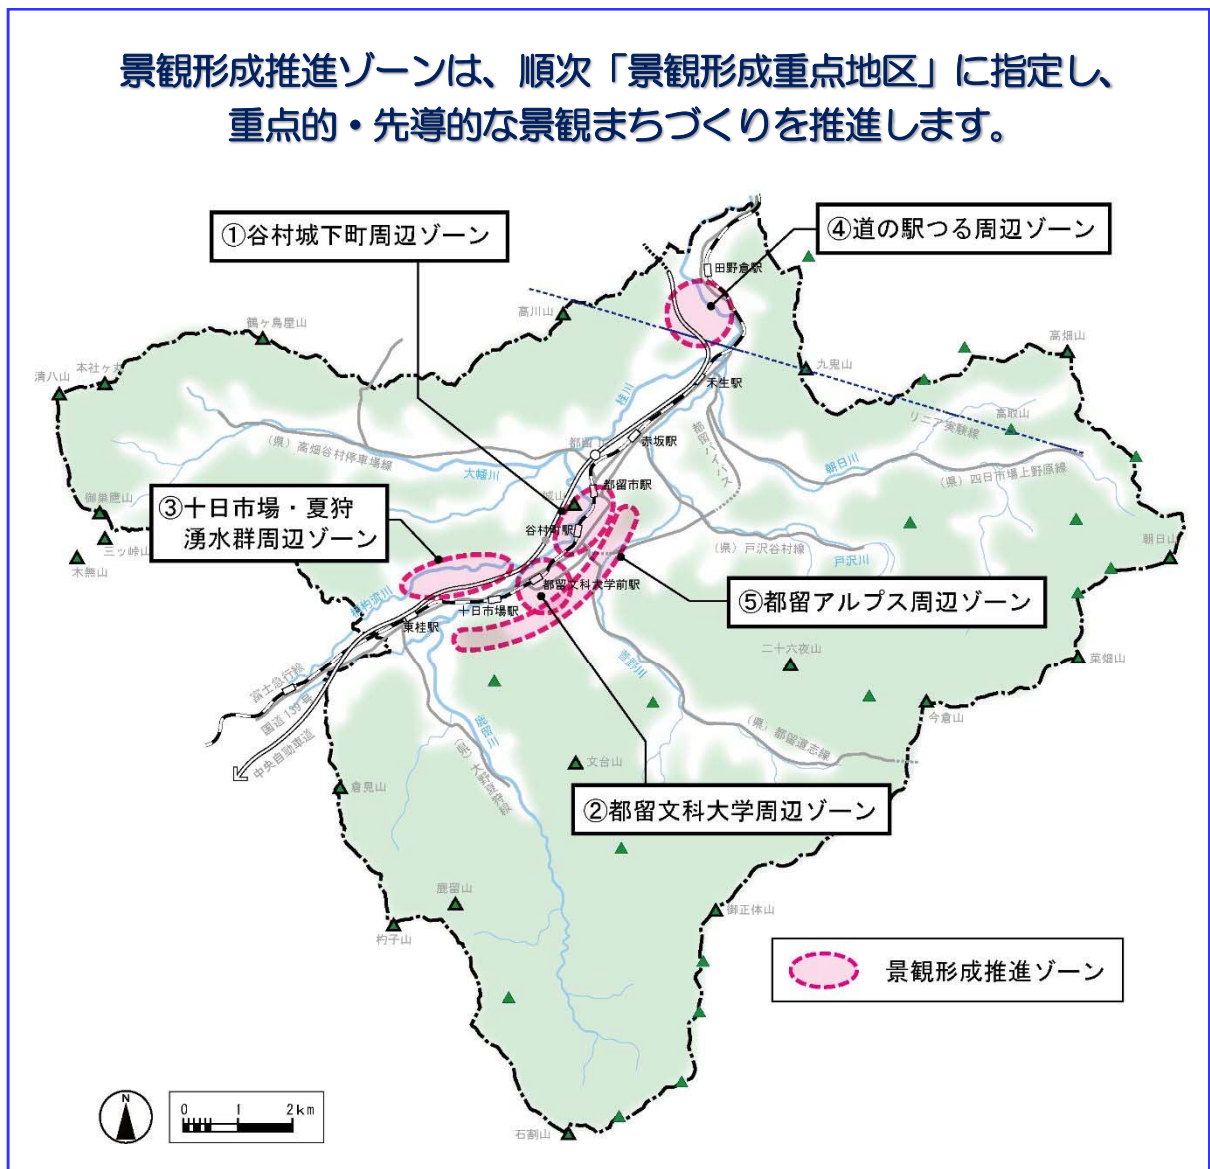 景観形成推進ゾーンは、順次「景観形成重点地区」に指定し、
重点的・先導的な景観まちづくりを推進します。
①谷村城下町周辺ゾーン
④道の駅つる周辺ゾーン
田野倉駅
高川山
鶴ヶ鳥屋山
本社ヶ丸
清八山
高畑山
九鬼山
禾生駅
桂川
高取山
リニア実験線
赤坂駅
都留
都留バイパス
(県)高畑谷村停車場線
大幡川
朝日川
(県)四日市場上野原線
都留市駅
城山
御巣鷹山
③十日市場・夏狩
湧水群周辺ゾーン
谷村町駅
三ッ峠山
木無山
(県)戸沢谷村線
戸沢川
朝日山
都留文科大学前駅
⑤都留アルプス周辺ゾーン
十日市場駅
東桂駅
二十六夜山
菜畑山
菅野川
富士急行線
国道139号
中央自動車道
鹿留川
今倉山
(県)都留道志線
文台山
倉見山
②都留文科大学周辺ゾーン
鹿留山
杓子山
御正体山
景観形成推進ゾーン
N
0 1 2km
石割山